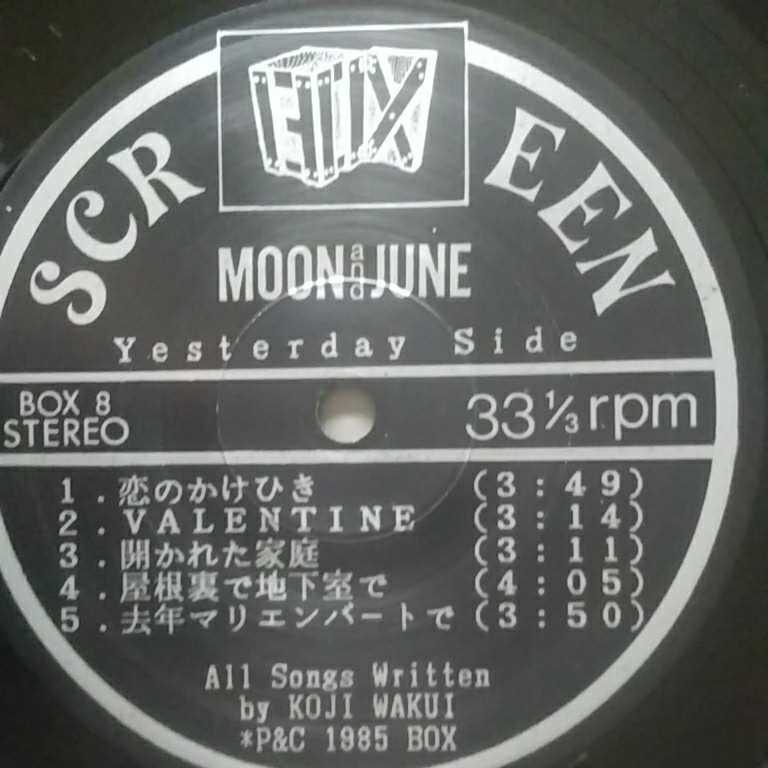 SCREEN
MOON and JUNE
Yesterday Side
BOX 8
STEREO
33 1/3 rpm
1.恋のかけひき (3:49)
2.VALENTINE (3:14)
3.開かれた家庭 (3:11)
4.屋根裏で地下室で (4:05)
5.去年マリエンバートで (3:50)
All Songs Written
by KOJI WAKUI
*P&C 1985 BOX